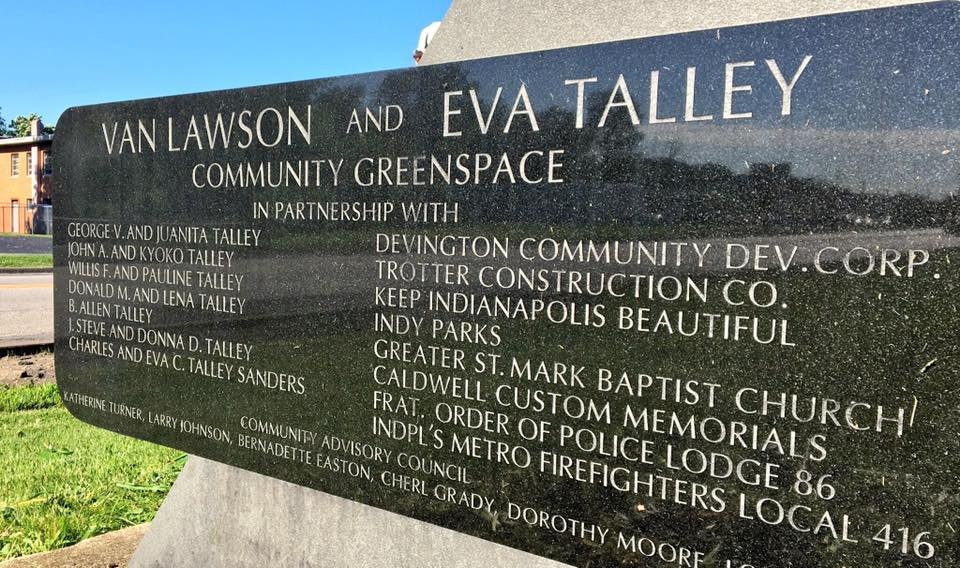 VAN LAWSON AND EVA TALLEY
COMMUNITY GREENSPACE
IN PARTNERSHIP WITH
GEORGE V. AND JUANITA TALLEY
JOHN A. AND KYOKO TALLEY
WILLIS F. AND PAULINE TALLEY
DONALD M. AND LENA TALLEY
B. ALLEN TALLEY
J. STEVE AND DONNA D. TALLEY
CHARLES AND EVA C. TALLEY SANDERS
DEVINGTON COMMUNITY DEV. CORP.
TROTTER CONSTRUCTION CO.
KEEP INDIANAPOLIS BEAUTIFUL
INDY PARKS
GREATER ST. MARK BAPTIST CHURCH
CALDWELL CUSTOM MEMORIALS
FRAT. ORDER OF POLICE LODGE 86
INDPL'S METRO FIREFIGHTERS LOCAL 416
COMMUNITY ADVISORY COUNCIL
KATHERINE TURNER, LARRY JOHNSON, BERNADETTE EASTON, CHERL GRADY, DOROTHY MOORE